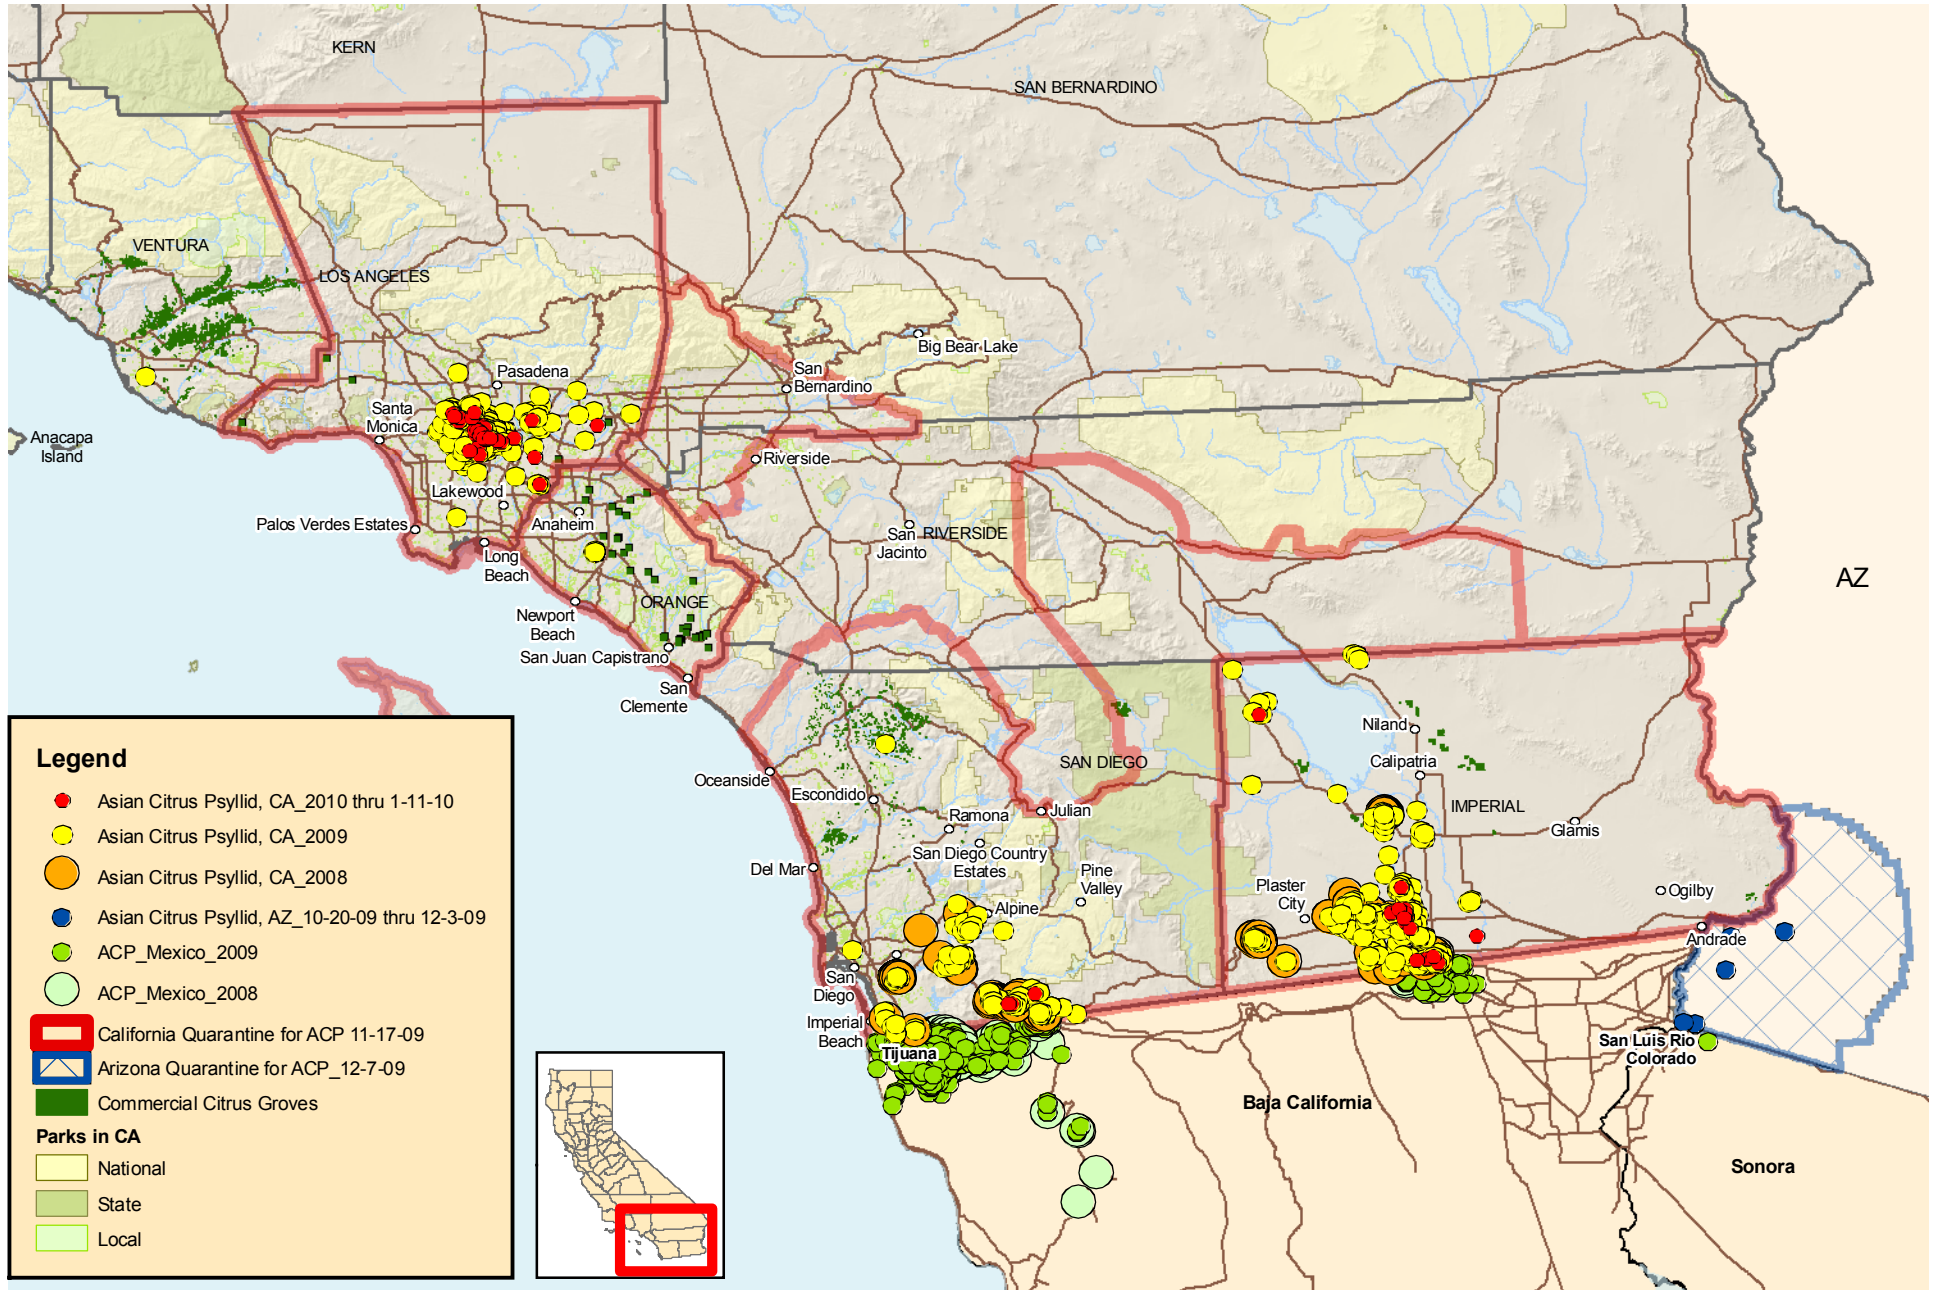 KERN
SAN BERNARDINO
VENTURA
LOS ANGELES
Big Bear Lake
Pasadena
San
Bernardino
Santa
Monica
Anacapa
Island
Riverside
Lakewood
Palos Verdes Estates
Anaheim
San
Jacinto
RIVERSIDE
Long
Beach
AZ
ORANGE
Newport
Beach
San Juan Capistrano
San
Clemente
Niland
Calipatria
SAN DIEGO
Oceanside
Escondido
Julian
IMPERIAL
Ramona
Glamis
San Diego Country
Estates
Del Mar
Pine
Valley
Plaster
City
Ogilby
Alpine
Andrade
San
Diego
Imperial
Beach
Tijuana
San Luis Rio
Colorado
Baja California
Sonora
Legend
Asian Citrus Psyllid, CA_2010 thru 1-11-10
Asian Citrus Psyllid, CA_2009
Asian Citrus Psyllid, CA_2008
Asian Citrus Psyllid, AZ_10-20-09 thru 12-3-09
ACP_Mexico_2009
ACP_Mexico_2008
California Quarantine for ACP 11-17-09
Arizona Quarantine for ACP_12-7-09
Commercial Citrus Groves
Parks in CA
National
State
Local